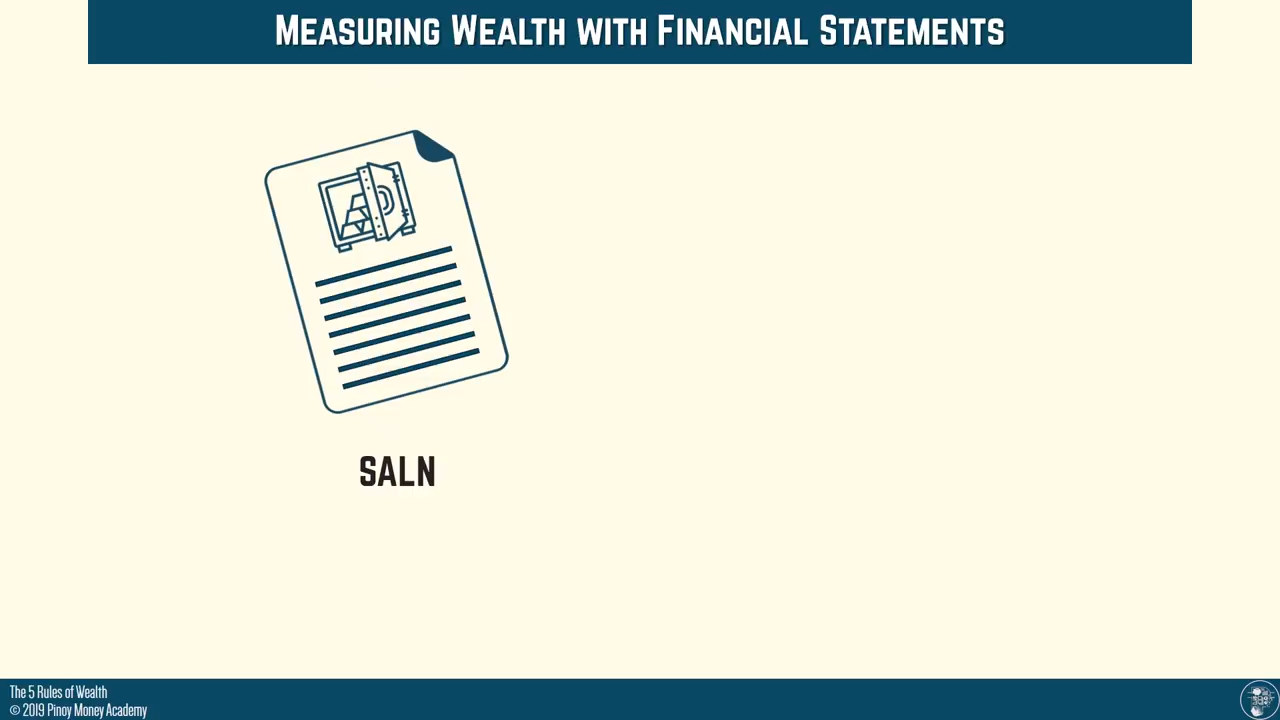 Measuring Wealth with Financial Statements
SALN
The 5 Rules of Wealth
© 2019 Pinoy Money Academy